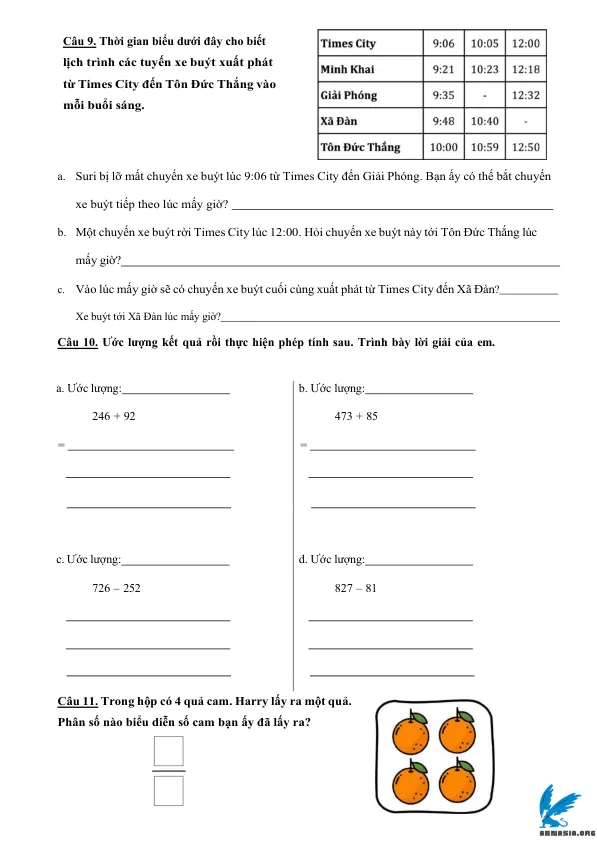 Câu 9. Thời gian biểu dưới đây cho biết
lịch trình các tuyến xe buýt xuất phát
từ Times City đến Tôn Đức Thắng vào
mỗi buổi sáng.
Times City 9:06 10:05 12:00
Minh Khai 9:21 10:23 12:18
Giải Phóng 9:35 - 12:32
Xã Đàn 9:48 10:40 -
Tôn Đức Thắng 10:00 10:59 12:50
a. Suri bị lỡ mất chuyến xe buýt lúc 9:06 từ Times City đến Giải Phóng. Bạn ấy có thể bắt chuyến
xe buýt tiếp theo lúc mấy giờ? ____________________
b. Một chuyến xe buýt rời Times City lúc 12:00. Hỏi chuyến xe buýt này tới Tôn Đức Thắng lúc
mấy giờ?____________________
c. Vào lúc mấy giờ sẽ có chuyến xe buýt cuối cùng xuất phát từ Times City đến Xã Đàn?__________
Xe buýt tới Xã Đàn lúc mấy giờ?____________________
Câu 10. Ước lượng kết quả rồi thực hiện phép tính sau. Trình bày lời giải của em.
a. Ước lượng:____________________
246 + 92
= ____________________
b. Ước lượng:____________________
473 + 85
= ____________________
c. Ước lượng:____________________
726 – 252
d. Ước lượng:____________________
827 – 81
Câu 11. Trong hộp có 4 quả cam. Harry lấy ra một quả.
Phân số nào biểu diễn số cam bạn ấy đã lấy ra?
ABNASIA.ORG